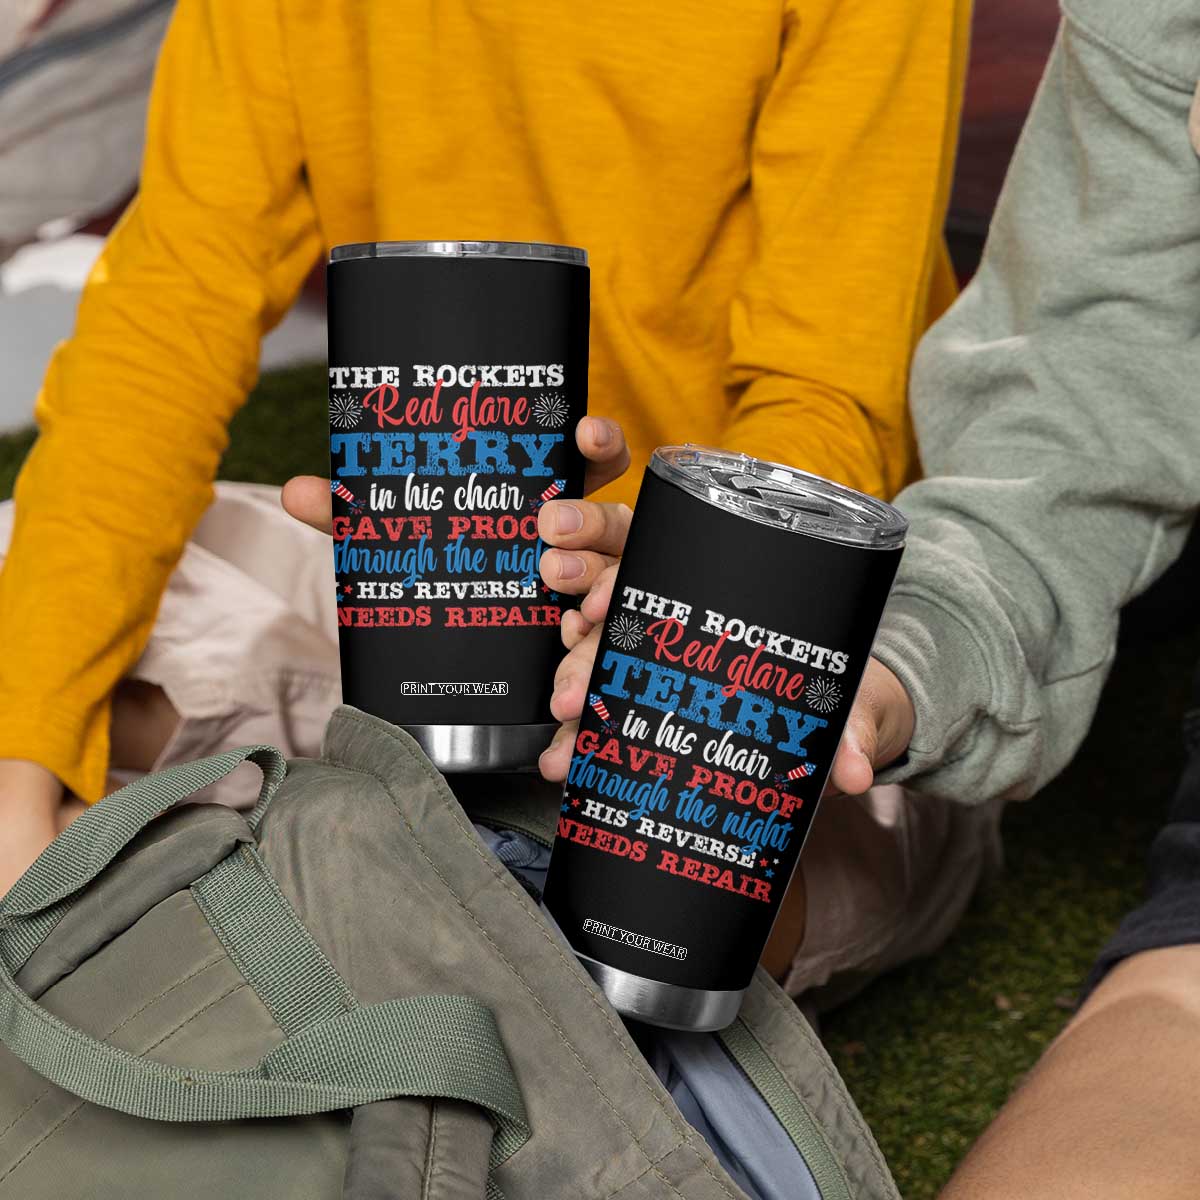 THE ROCKETS
Red glare
TERRY
in his chair
GAVE PROO
through the nig
HIS REVERSE
NEEDS REPAIR
PRINT YOUR WEAR
THE ROCKETS
Red glare
TERRY
in his chair
GAVE PROOF
through the night
HIS REVERSE
NEEDS REPAIR
PRINT YOUR WEAR